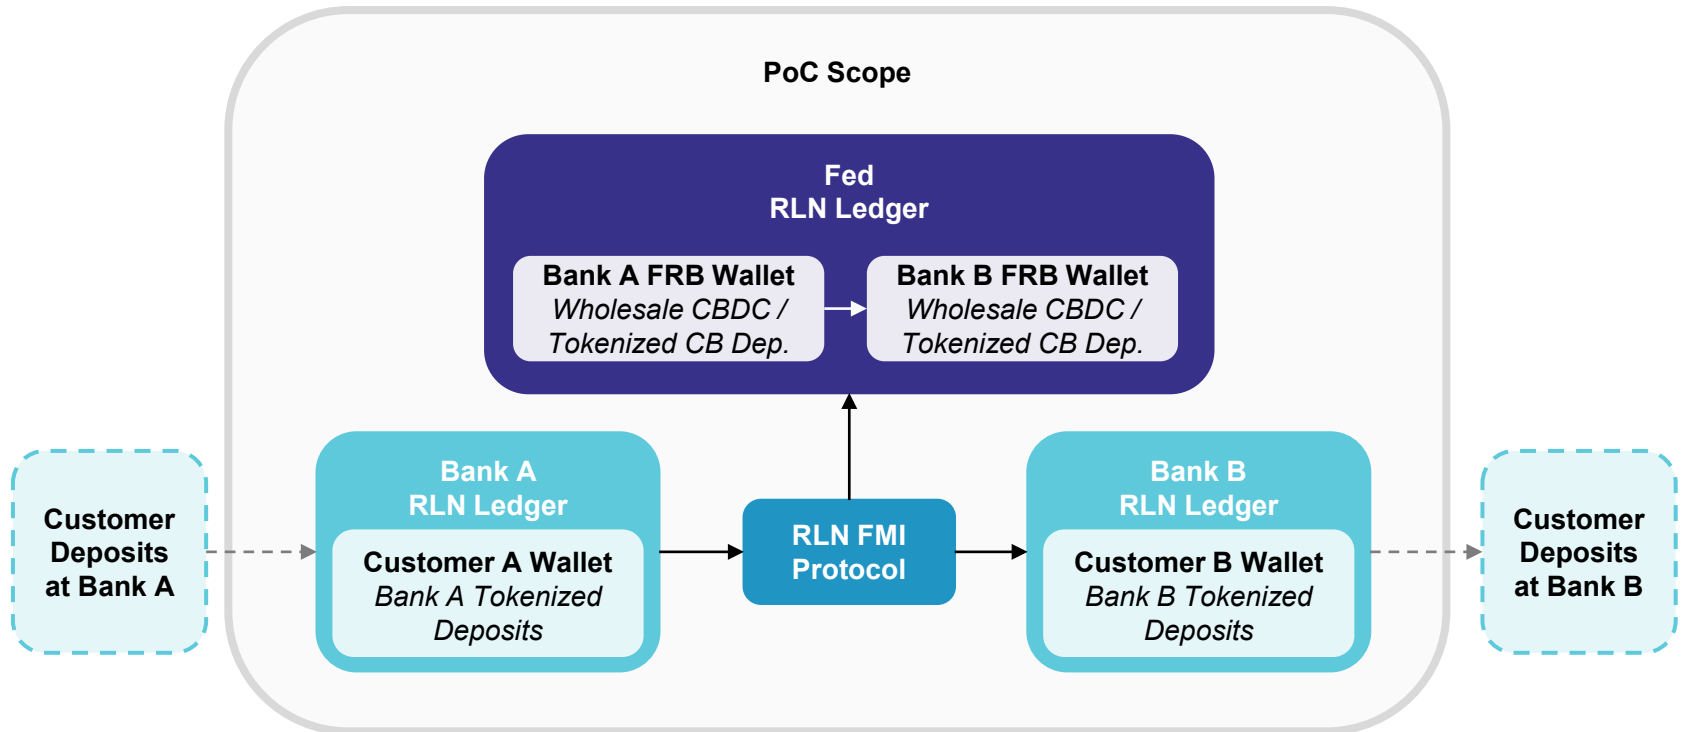 PoC Scope
Fed
RLN Ledger
Bank A FRB Wallet
Wholesale CBDC /
Tokenized CB Dep.
Bank B FRB Wallet
Wholesale CBDC /
Tokenized CB Dep.
Customer
Deposits
at Bank A
Bank A
RLN Ledger
Customer A Wallet
Bank A Tokenized
Deposits
RLN FMI
Protocol
Bank B
RLN Ledger
Customer B Wallet
Bank B Tokenized
Deposits
Customer
Deposits
at Bank B